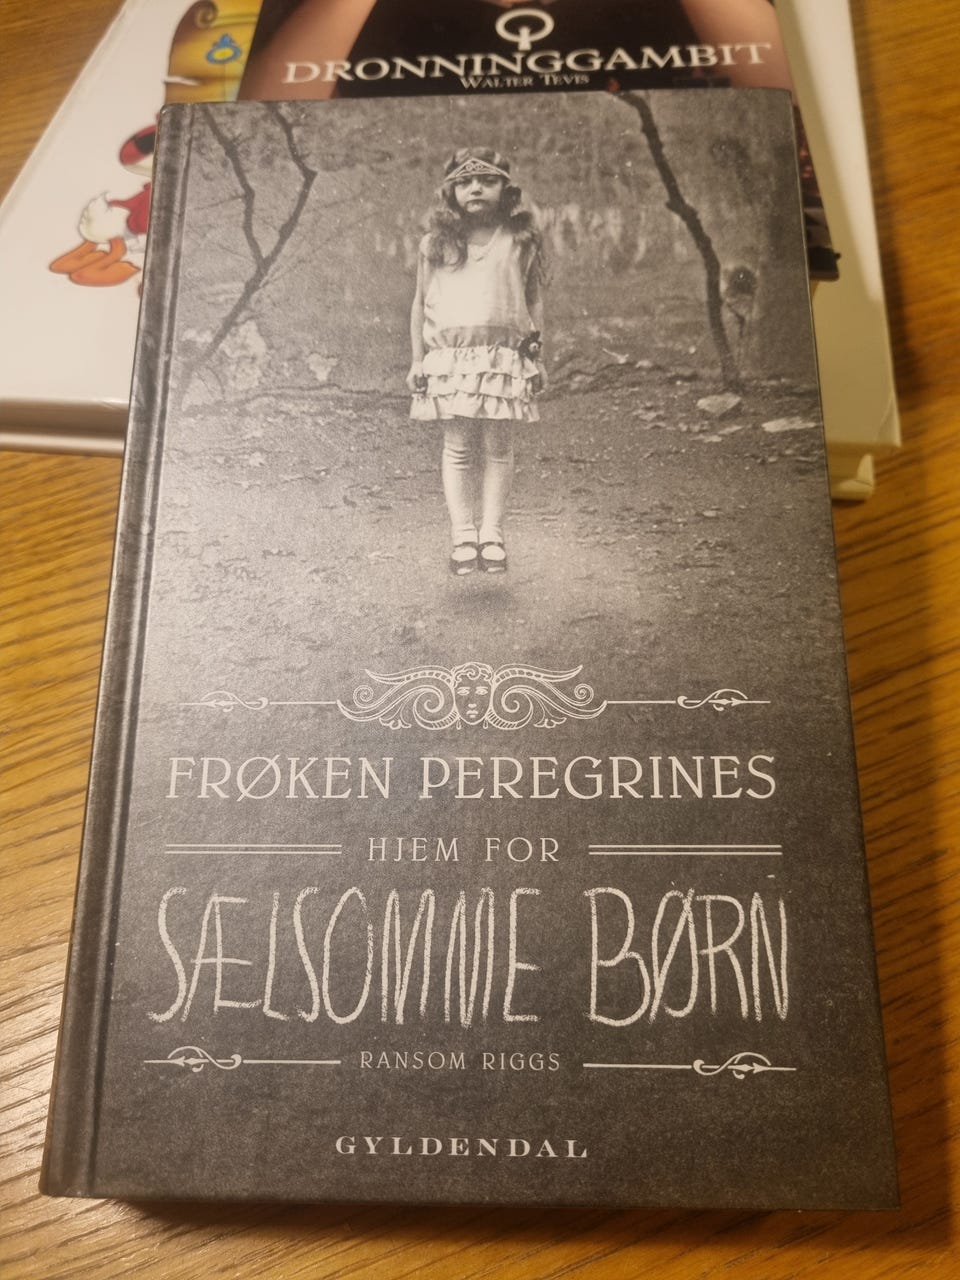 DRONNINGGAMBIT
WALTER TEVIS
FRØKEN PEREGRINES
HJEM FOR
SÆLSOMME BØRN
RANSOM RIGGS
GYLDENDAL